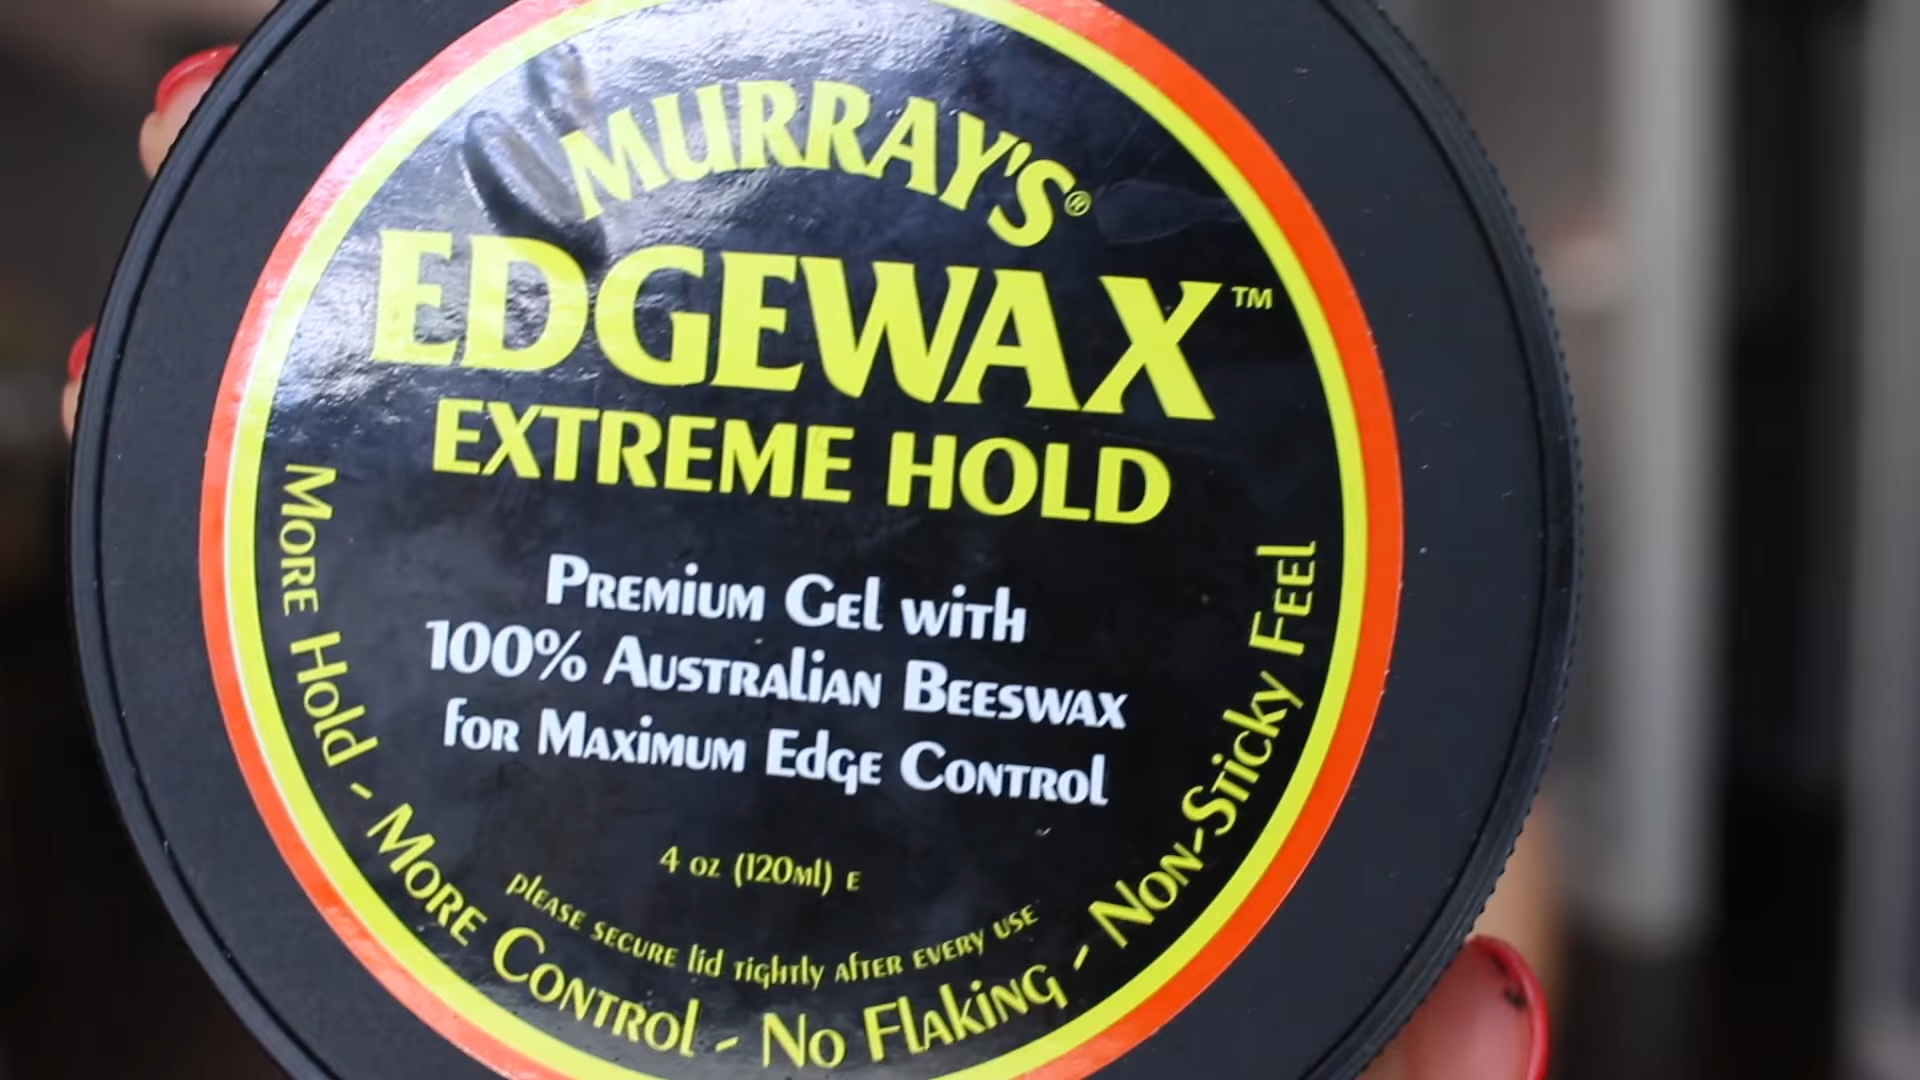 MURRAY'S®
EDGEWAX™
EXTREME HOLD
PREMIUM GEL WITH
100% AUSTRALIAN BEESWAX
FOR MAXIMUM EDGE CONTROL
4 oz (120ml) E
PLEASE SECURE LID TIGHTLY AFTER EVERY USE
MORE HOLD - MORE CONTROL - NO FLAKING - NON-STICKY FEEL